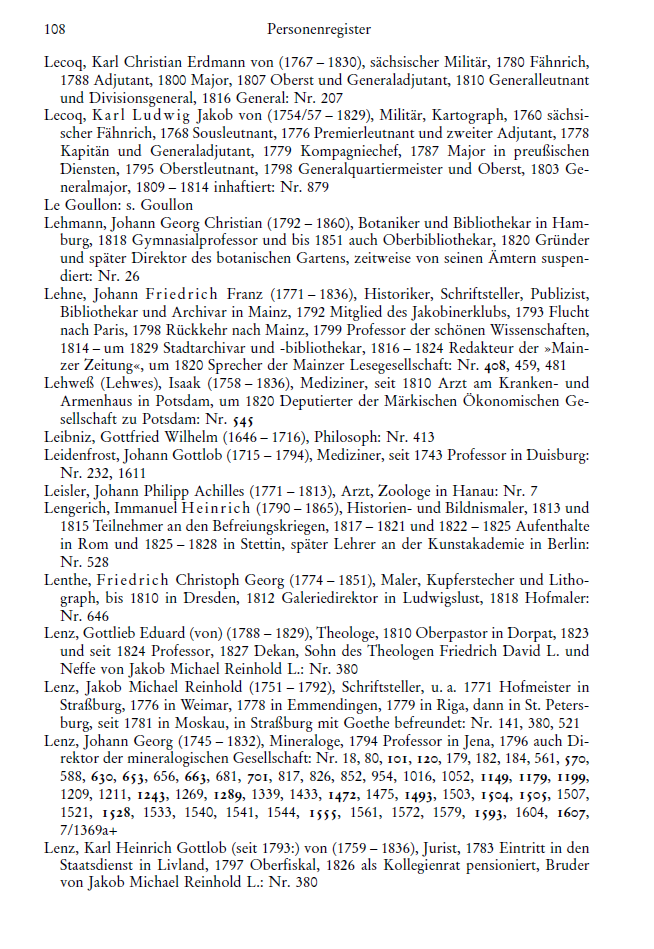 108 Personenregister
Lecoq, Karl Christian Erdmann von (1767 – 1830), sächsischer Militär, 1780 Fähnrich,
1788 Adjutant, 1800 Major, 1807 Oberst und Generaladjutant, 1810 Generalleutnant
und Divisionsgeneral, 1816 General: Nr. 207
Lecoq, Karl Ludwig Jakob von (1754/57 – 1829), Militär, Kartograph, 1760 sächsi-
scher Fähnrich, 1768 Sousleutnant, 1776 Premierleutnant und zweiter Adjutant, 1778
Kapitän und Generaladjutant, 1779 Kompagniechef, 1787 Major in preußischen
Diensten, 1795 Oberstleutnant, 1798 Generalquartiermeister und Oberst, 1803 Ge-
neralmajor, 1809 – 1814 inhaftiert: Nr. 879
Le Goullon: s. Goullon
Lehmann, Johann Georg Christian (1792 – 1860), Botaniker und Bibliothekar in Ham-
burg, 1818 Gymnasialprofessor und bis 1851 auch Oberbibliothekar, 1820 Gründer
und später Direktor des botanischen Gartens, zeitweise von seinen Ämtern suspen-
diert: Nr. 26
Lehne, Johann Friedrich Franz (1771 – 1836), Historiker, Schriftsteller, Publizist,
Bibliothekar und Archivar in Mainz, 1792 Mitglied des Jakobinerklubs, 1793 Flucht
nach Paris, 1798 Rückkehr nach Mainz, 1799 Professor der schönen Wissenschaften,
1814 – um 1829 Stadtarchivar und -bibliothekar, 1816 – 1824 Redakteur der »Main-
zer Zeitung«, um 1820 Sprecher der Mainzer Lesegesellschaft: Nr. 408, 459, 481
Lehweß (Lehwes), Isaak (1758 – 1836), Mediziner, seit 1810 Arzt am Kranken- und
Armenhaus in Potsdam, um 1820 Deputierter der Märkischen Ökonomischen Ge-
sellschaft zu Potsdam: Nr. 545
Leibniz, Gottfried Wilhelm (1646 – 1716), Philosoph: Nr. 413
Leidenfrost, Johann Gottlob (1715 – 1794), Mediziner, seit 1743 Professor in Duisburg:
Nr. 232, 1611
Leisler, Johann Philipp Achilles (1771 – 1813), Arzt, Zoologe in Hanau: Nr. 7
Lengerich, Immanuel Heinrich (1790 – 1865), Historien- und Bildnismaler, 1813 und
1815 Teilnehmer an den Befreiungskriegen, 1817 – 1821 und 1822 – 1825 Aufenthalte
in Rom und 1825 – 1828 in Stettin, später Lehrer an der Kunstakademie in Berlin:
Nr. 528
Lenthe, Friedrich Christoph Georg (1774 – 1851), Maler, Kupferstecher und Litho-
graph, bis 1810 in Dresden, 1812 Galeriedirektor in Ludwigslust, 1818 Hofmaler:
Nr. 646
Lenz, Gottlieb Eduard (von) (1788 – 1829), Theologe, 1810 Oberpastor in Dorpat, 1823
und seit 1824 Professor, 1827 Dekan, Sohn des Theologen Friedrich David L. und
Neffe von Jakob Michael Reinhold L.: Nr. 380
Lenz, Jakob Michael Reinhold (1751 – 1792), Schriftsteller, u. a. 1771 Hofmeister in
Straßburg, 1776 in Weimar, 1778 in Emmendingen, 1779 in Riga, dann in St. Peters-
burg, seit 1781 in Moskau, in Straßburg mit Goethe befreundet: Nr. 141, 380, 521
Lenz, Johann Georg (1745 – 1832), Mineraloge, 1794 Professor in Jena, 1796 auch Di-
rektor der mineralogischen Gesellschaft: Nr. 18, 80, 101, 120, 179, 182, 184, 561, 570,
588, 630, 653, 656, 663, 681, 701, 817, 826, 852, 954, 1016, 1052, 1149, 1179, 1199,
1209, 1211, 1243, 1269, 1289, 1339, 1433, 1472, 1475, 1493, 1503, 1504, 1505, 1507,
1521, 1528, 1533, 1540, 1541, 1544, 1555, 1561, 1572, 1579, 1593, 1604, 1607,
7/1369a+
Lenz, Karl Heinrich Gottlob (seit 1793:) von (1759 – 1836), Jurist, 1783 Eintritt in den
Staatsdienst in Livland, 1797 Oberfiskal, 1826 als Kollegienrat pensioniert, Bruder
von Jakob Michael Reinhold L.: Nr. 380